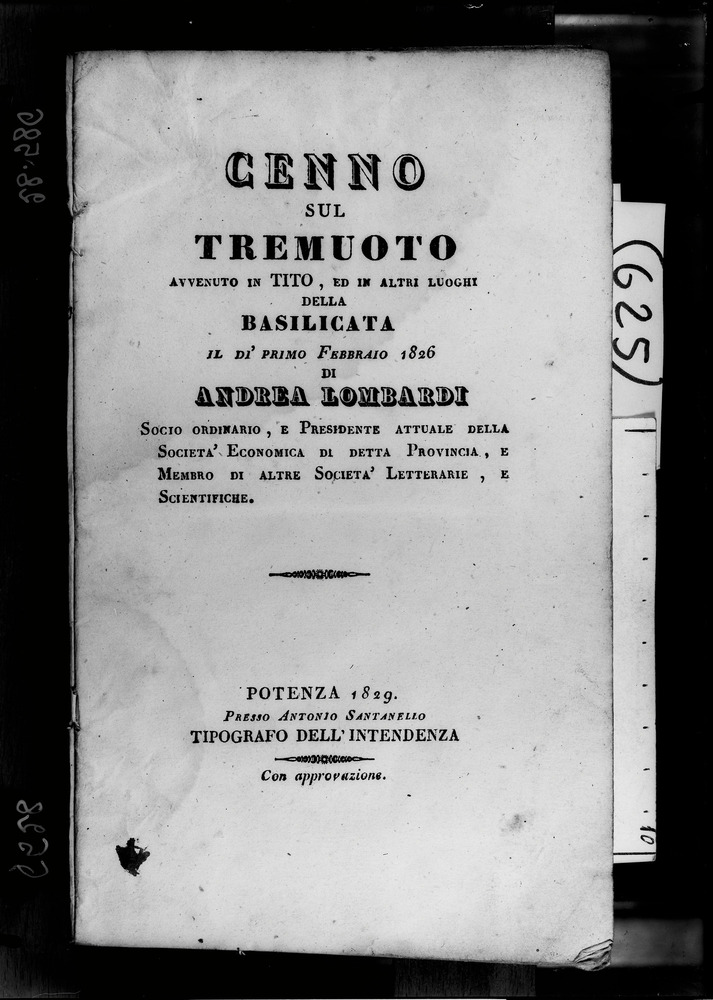 CENNO
SUL
TREMUOTO
AVVENUTO IN TITO , ED IN ALTRI LUOGHI
DELLA
BASILICATA
IL DI' PRIMO FEBBRAIO 1826
DI
ANDREA LOMBARDI
SOCIO ORDINARIO , E PRESIDENTE ATTUALE DELLA
SOCIETA' ECONOMICA DI DETTA PROVINCIA , E
MEMBRO DI ALTRE SOCIETA' LETTERARIE , E
SCIENTIFICHE.
POTENZA 1829.
PRESSO ANTONIO SANTANELLO
TIPOGRAFO DELL' INTENDENZA
Con approvazione.
(625)
10